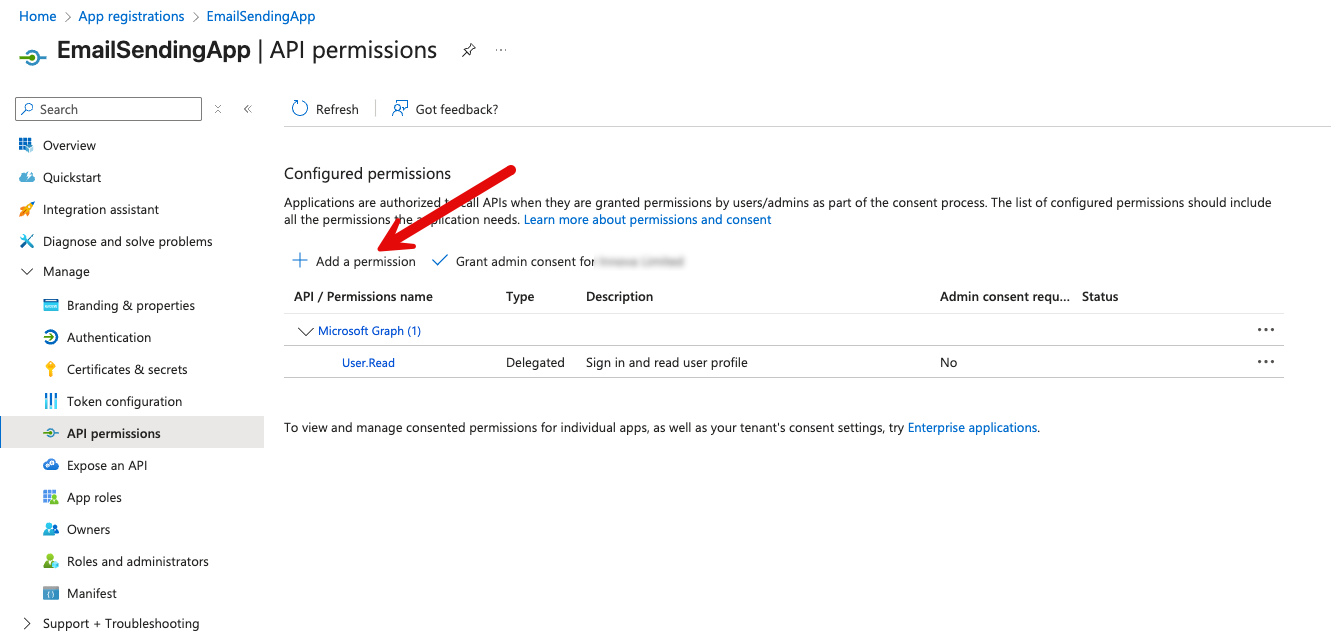 Home > App registrations > EmailSendingApp
EmailSendingApp | API permissions ...
Search
Refresh
Got feedback?
Overview
Quickstart
Integration assistant
Diagnose and solve problems
Manage
Branding & properties
Authentication
Certificates & secrets
Token configuration
API permissions
Expose an API
App roles
Owners
Roles and administrators
Manifest
Support + Troubleshooting
Configured permissions
Applications are authorized to call APIs when they are granted permissions by users/admins as part of the consent process. The list of configured permissions should include
all the permissions the application needs. Learn more about permissions and consent
Add a permission
Grant admin consent for
API / Permissions name Type Description Admin consent requ... Status
Microsoft Graph (1)
User.Read Delegated Sign in and read user profile No
To view and manage consented permissions for individual apps, as well as your tenant's consent settings, try Enterprise applications.